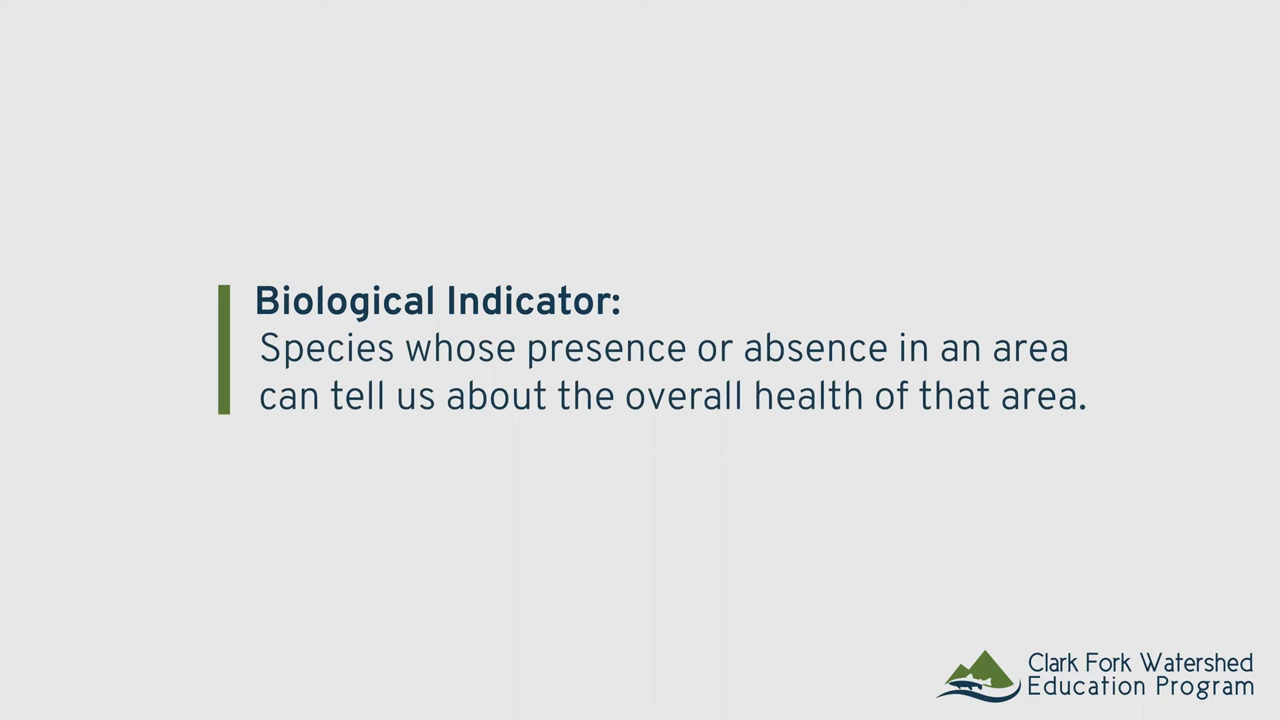 Biological Indicator:
Species whose presence or absence in an area
can tell us about the overall health of that area.
Clark Fork Watershed
Education Program